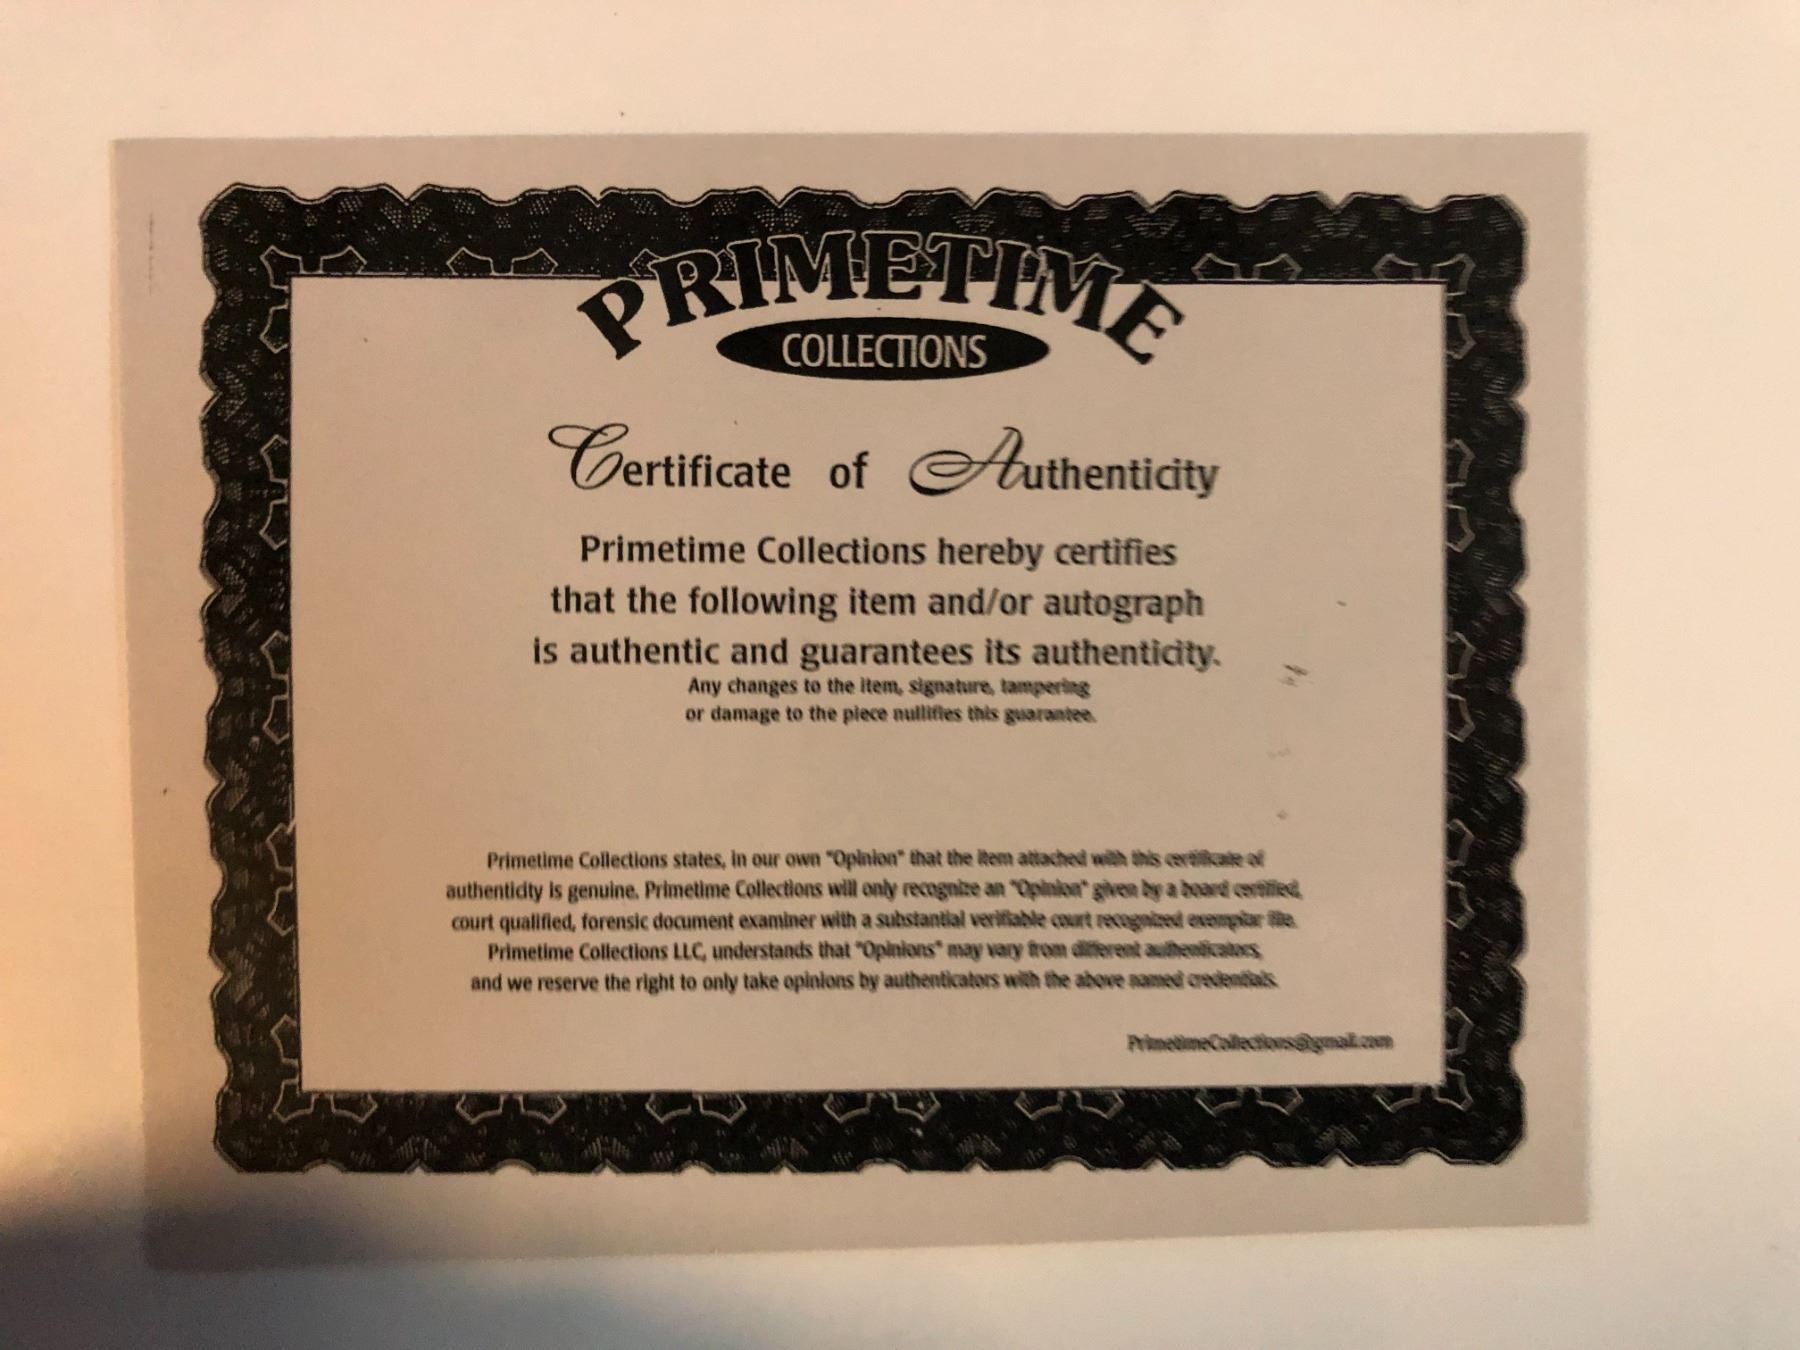 PRIMETIME
COLLECTIONS
Certificate of Authenticity
Primetime Collections hereby certifies
that the following item and/or autograph
is authentic and guarantees its authenticity.
Any changes to the item, signature, tampering
or damage to the piece nullifies this guarantee.
Primetime Collections states, in our own "Opinion" that the item attached with this certificate of
authenticity is genuine. Primetime Collections will only recognize an "Opinion" given by a board certified,
court qualified, forensic document examiner with a substantial verifiable court recognized exemplar file.
Primetime Collections LLC, understands that "Opinions" may vary from different authenticators,
and we reserve the right to only take opinions by authenticators with the above named credentials.
PrimetimeCollections@gmail.com